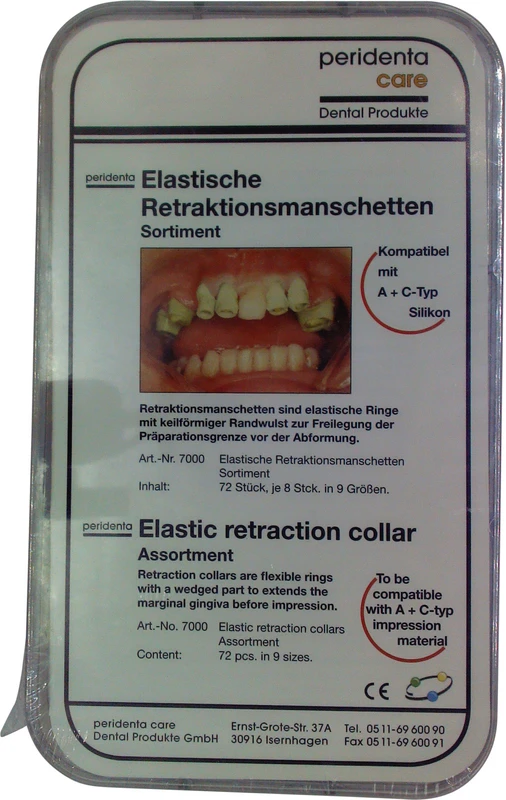 peridenta
care
Dental Produkte
peridenta Elastische
Retraktionsmanschetten
Sortiment
Kompatibel
mit
A + C-Typ
Silikon
Retraktionsmanschetten sind elastische Ringe
mit keilförmiger Randwulst zur Freilegung der
Präparationsgrenze vor der Abformung.
Art.-Nr. 7000 Elastische Retraktionsmanschetten
Sortiment
Inhalt: 72 Stück, je 8 Stck. in 9 Größen.
peridenta Elastic retraction collar
Assortment
Retraction collars are flexible rings
with a wedged part to extends the
marginal gingiva before impression.
To be
compatible
with A + C-typ
impression
material
Art.-No. 7000 Elastic retraction collars
Assortment
Content: 72 pcs. in 9 sizes.
CE
peridenta care Ernst-Grote-Str. 37A Tel. 05 11-69 600 90
Dental Produkte GmbH 30916 Isernhagen Fax 05 11-69 600 91